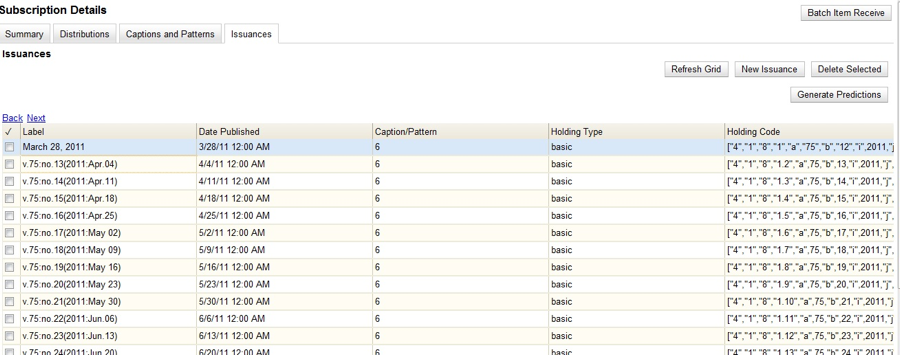 Subscription Details
Batch Item Receive
Summary Distributions Captions and Patterns Issuances
Issuances
Refresh Grid New Issuance Delete Selected
Generate Predictions
Back Next
✓ Label Date Published Caption/Pattern Holding Type Holding Code
March 28, 2011 3/28/11 12:00 AM 6 basic ["4","1","8","1","a","75","b","12","i",2011,"j
v.75:no.13(2011:Apr.04) 4/4/11 12:00 AM 6 basic ["4","1","8","1.2","a",75,"b",13,"i",2011,"j",
v.75:no.14(2011:Apr.11) 4/11/11 12:00 AM 6 basic ["4","1","8","1.3","a",75,"b",14,"i",2011,"j",
v.75:no.15(2011:Apr.18) 4/18/11 12:00 AM 6 basic ["4","1","8","1.4","a",75,"b",15,"i",2011,"j",
v.75:no.16(2011:Apr.25) 4/25/11 12:00 AM 6 basic ["4","1","8","1.5","a",75,"b",16,"i",2011,"j",
v.75:no.17(2011:May 02) 5/2/11 12:00 AM 6 basic ["4","1","8","1.6","a",75,"b",17,"i",2011,"j",
v.75:no.18(2011:May 09) 5/9/11 12:00 AM 6 basic ["4","1","8","1.7","a",75,"b",18,"i",2011,"j",
v.75:no.19(2011:May 16) 5/16/11 12:00 AM 6 basic ["4","1","8","1.8","a",75,"b",19,"i",2011,"j",
v.75:no.20(2011:May 23) 5/23/11 12:00 AM 6 basic ["4","1","8","1.9","a",75,"b",20,"i",2011,"j",
v.75:no.21(2011:May 30) 5/30/11 12:00 AM 6 basic ["4","1","8","1.10","a",75,"b",21,"i",2011,"j
v.75:no.22(2011:Jun.06) 6/6/11 12:00 AM 6 basic ["4","1","8","1.11","a",75,"b",22,"i",2011,"j
v.75:no.23(2011:Jun.13) 6/13/11 12:00 AM 6 basic ["4","1","8","1.12","a",75,"b",23,"i",2011,"j
v.75:no.24(2011:Jun.20) 6/20/11 12:00 AM 6 basic ["4","1","8","1.13","a",75,"b",24,"i",2011,"j